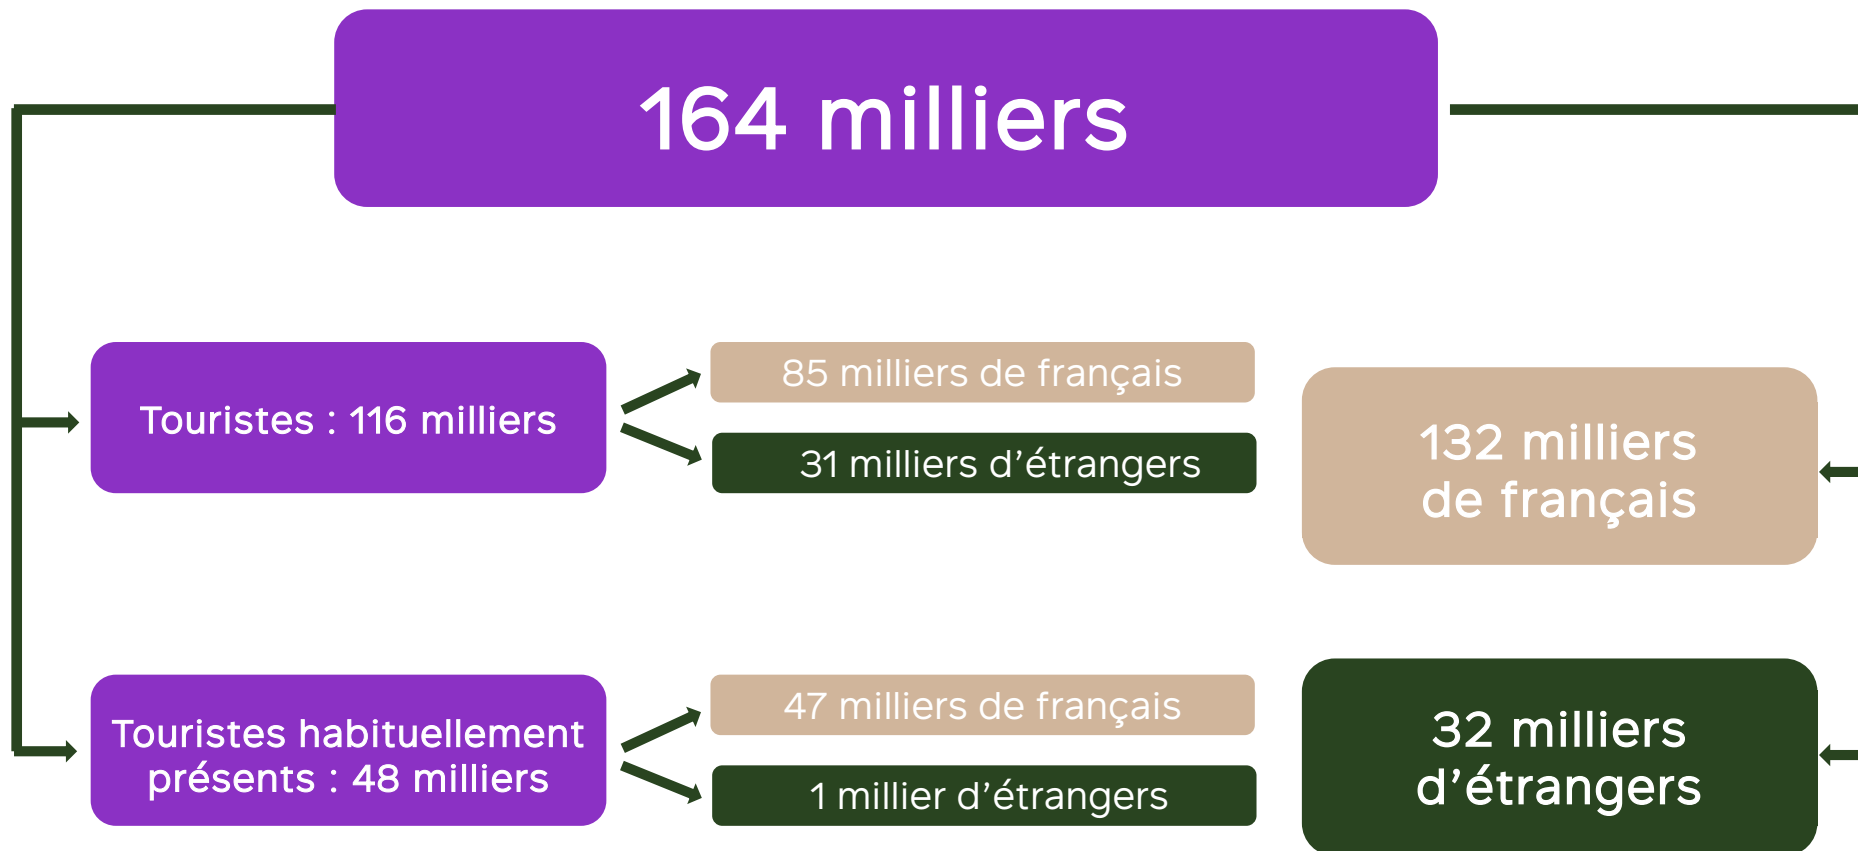 164 milliers
Touristes : 116 milliers
85 milliers de français
31 milliers d’étrangers
132 milliers
de français
Touristes habituellement
présents : 48 milliers
47 milliers de français
1 millier d’étrangers
32 milliers
d’étrangers